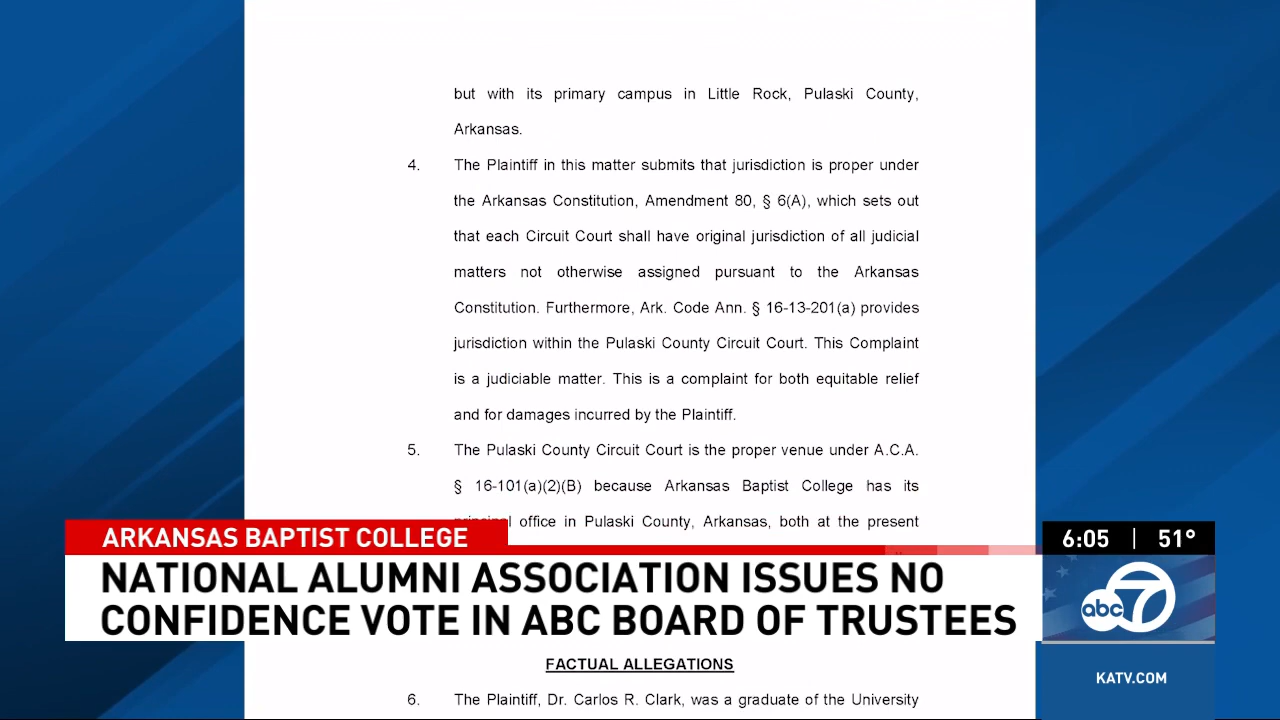 but with its primary campus in Little Rock, Pulaski County,
Arkansas.
4. The Plaintiff in this matter submits that jurisdiction is proper under
the Arkansas Constitution, Amendment 80, § 6(A), which sets out
that each Circuit Court shall have original jurisdiction of all judicial
matters not otherwise assigned pursuant to the Arkansas
Constitution. Furthermore, Ark. Code Ann. § 16-13-201(a) provides
jurisdiction within the Pulaski County Circuit Court. This Complaint
is a judiciable matter. This is a complaint for both equitable relief
and for damages incurred by the Plaintiff.
5. The Pulaski County Circuit Court is the proper venue under A.C.A.
§ 16-101(a)(2)(B) because Arkansas Baptist College has its
principal office in Pulaski County, Arkansas, both at the present
ARKANSAS BAPTIST COLLEGE
NATIONAL ALUMNI ASSOCIATION ISSUES NO
CONFIDENCE VOTE IN ABC BOARD OF TRUSTEES
6:05 | 51°
abc 7
KATV.COM
FACTUAL ALLEGATIONS
6. The Plaintiff, Dr. Carlos R. Clark, was a graduate of the University